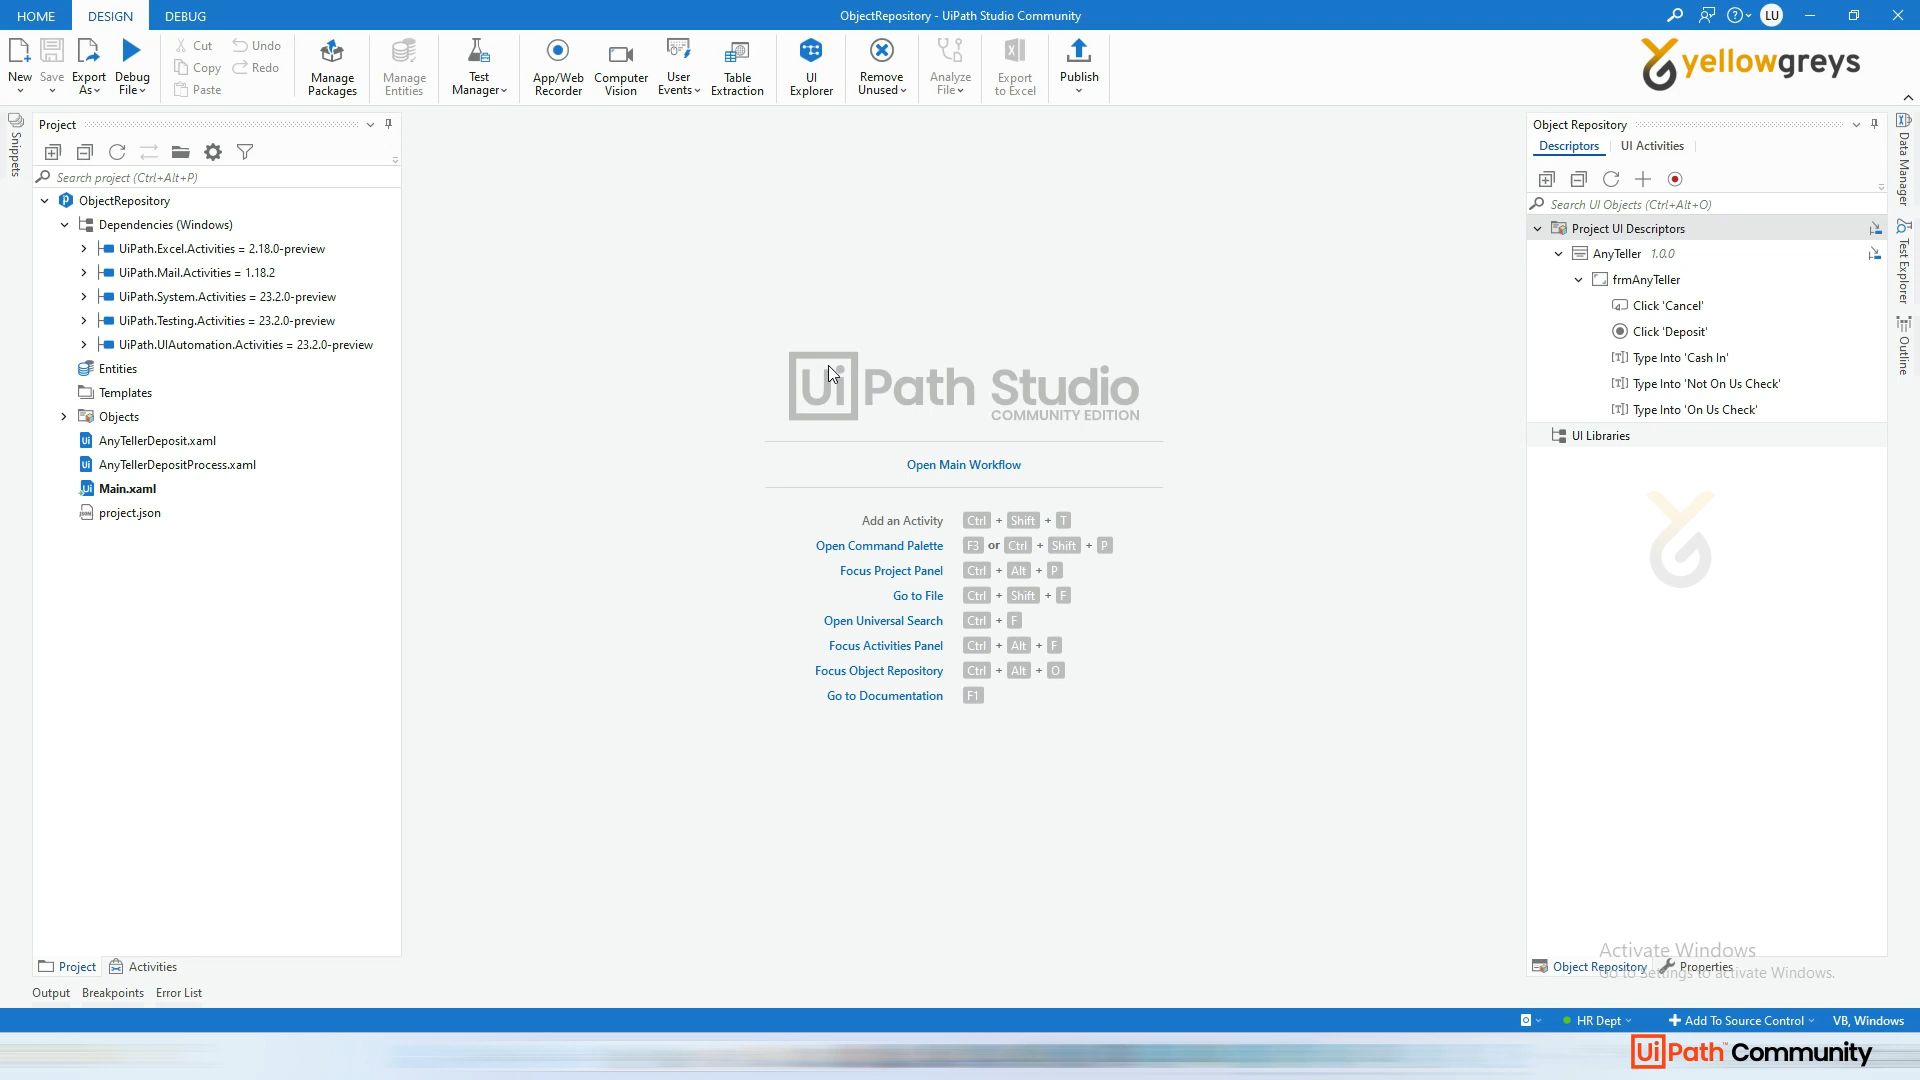 HOME DESIGN DEBUG ObjectRepository - UiPath Studio Community LU
New Save Export As Debug File
Cut Undo
Copy Redo
Paste
Manage Packages
Manage Entities
Test Manager
App/Web Recorder
Computer Vision
User Events
Table Extraction
UI Explorer
Remove Unused
Analyze File
Export to Excel
Publish
yellowgreys
Snippets
Project
Search project (Ctrl+Alt+P)
ObjectRepository
Dependencies (Windows)
UiPath.Excel.Activities = 2.18.0-preview
UiPath.Mail.Activities = 1.18.2
UiPath.System.Activities = 23.2.0-preview
UiPath.Testing.Activities = 23.2.0-preview
UiPath.UIAutomation.Activities = 23.2.0-preview
Entities
Templates
Objects
AnyTellerDeposit.xaml
AnyTellerDepositProcess.xaml
Main.xaml
project.json
Project Activities
Output Breakpoints Error List
Ui Path Studio
COMMUNITY EDITION
Open Main Workflow
Add an Activity Ctrl + Shift + T
Open Command Palette F3 or Ctrl + Shift + P
Focus Project Panel Ctrl + Alt + P
Go to File Ctrl + Shift + F
Open Universal Search Ctrl + F
Focus Activities Panel Ctrl + Alt + F
Focus Object Repository Ctrl + Alt + O
Go to Documentation F1
Object Repository
Descriptors UI Activities
Search UI Objects (Ctrl+Alt+O)
Project UI Descriptors
AnyTeller 1.0.0
frmAnyTeller
Click 'Cancel'
Click 'Deposit'
Type Into 'Cash In'
Type Into 'Not On Us Check'
Type Into 'On Us Check'
UI Libraries
Data Manager
Test Explorer
Outline
Activate Windows
Go to Settings to activate Windows.
Object Repository Properties
HR Dept Add To Source Control VB, Windows
UiPath™ Community